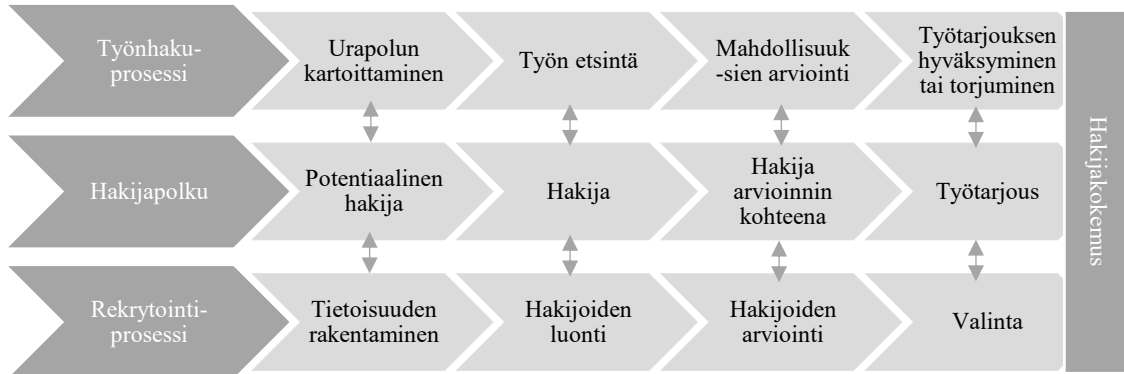 Työnhaku-
prosessi
Urapolun
kartoittaminen
Työn etsintä
Mahdollisuuk
-sien arviointi
Työtarjouksen
hyväksyminen
tai torjuminen
Hakijapolku
Potentiaalinen
hakija
Hakija
Hakija
arvioinnin
kohteena
Työtarjous
Rekrytointi-
prosessi
Tietoisuuden
rakentaminen
Hakijoiden
luonti
Hakijoiden
arviointi
Valinta
Hakijakokemus